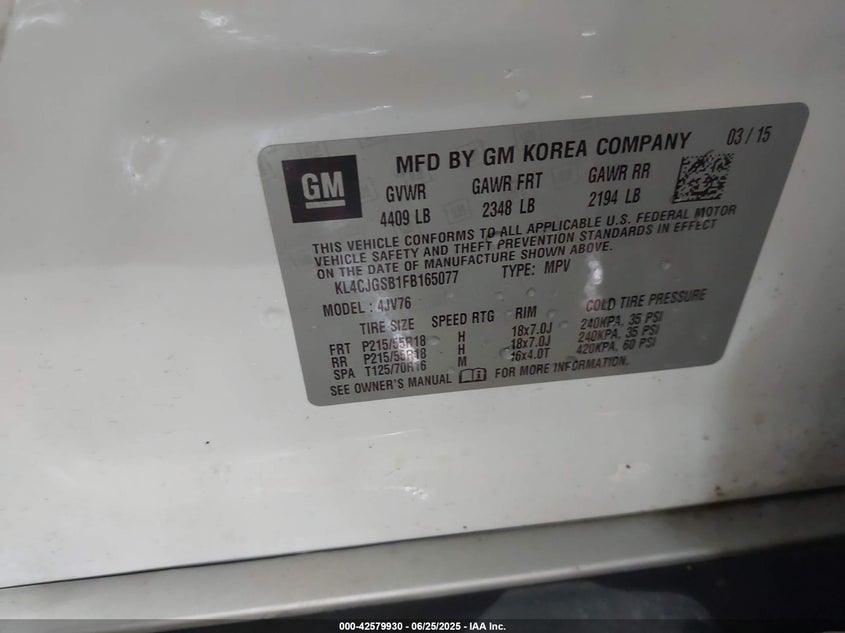 GM
MFD BY GM KOREA COMPANY 03 / 15
GVWR GAWR FRT GAWR RR
4409 LB 2348 LB 2194 LB
THIS VEHICLE CONFORMS TO ALL APPLICABLE U.S. FEDERAL MOTOR
VEHICLE SAFETY AND THEFT PREVENTION STANDARDS IN EFFECT
ON THE DATE OF MANUFACTURE SHOWN ABOVE.
KL4CJGSB1FB165077 TYPE: MPV
MODEL : 4JV76
TIRE SIZE SPEED RTG RIM COLD TIRE PRESSURE
FRT P215/55R18 H 18x7.0J 240KPA, 35 PSI
RR P215/55R18 H 18x7.0J 240KPA, 35 PSI
SPA T125/70R16 M 16x4.0T 420KPA, 60 PSI
SEE OWNER'S MANUAL FOR MORE INFORMATION.
000-42579930 - 06/25/2025 - IAA Inc.